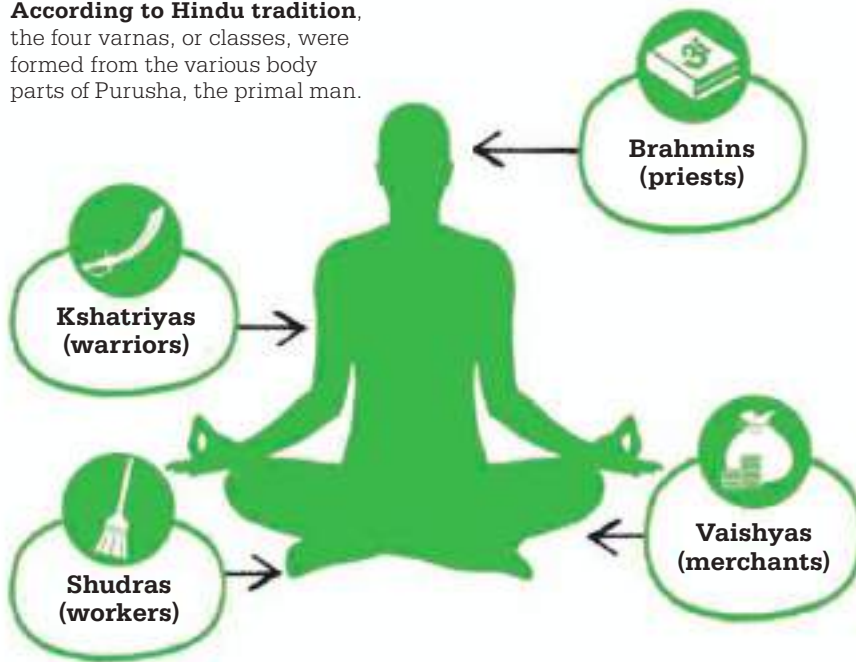 According to Hindu tradition,
the four varnas, or classes, were
formed from the various body
parts of Purusha, the primal man.
ॐ
Brahmins
(priests)
Kshatriyas
(warriors)
Vaishyas
(merchants)
Shudras
(workers)